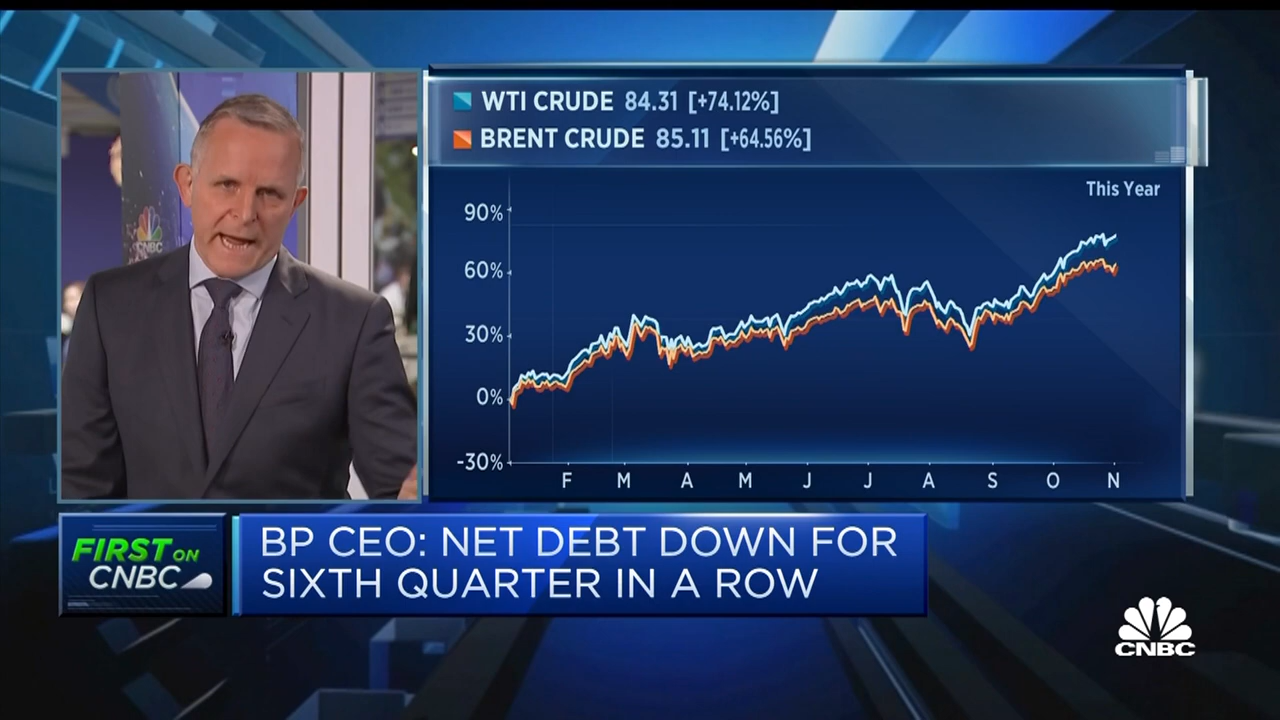 CNBC
WTI CRUDE 84.31 [+74.12%]
BRENT CRUDE 85.11 [+64.56%]
This Year
90%
60%
30%
0%
-30%
F M A M J J A S O N
FIRST ON
CNBC
BP CEO: NET DEBT DOWN FOR
SIXTH QUARTER IN A ROW
CNBC